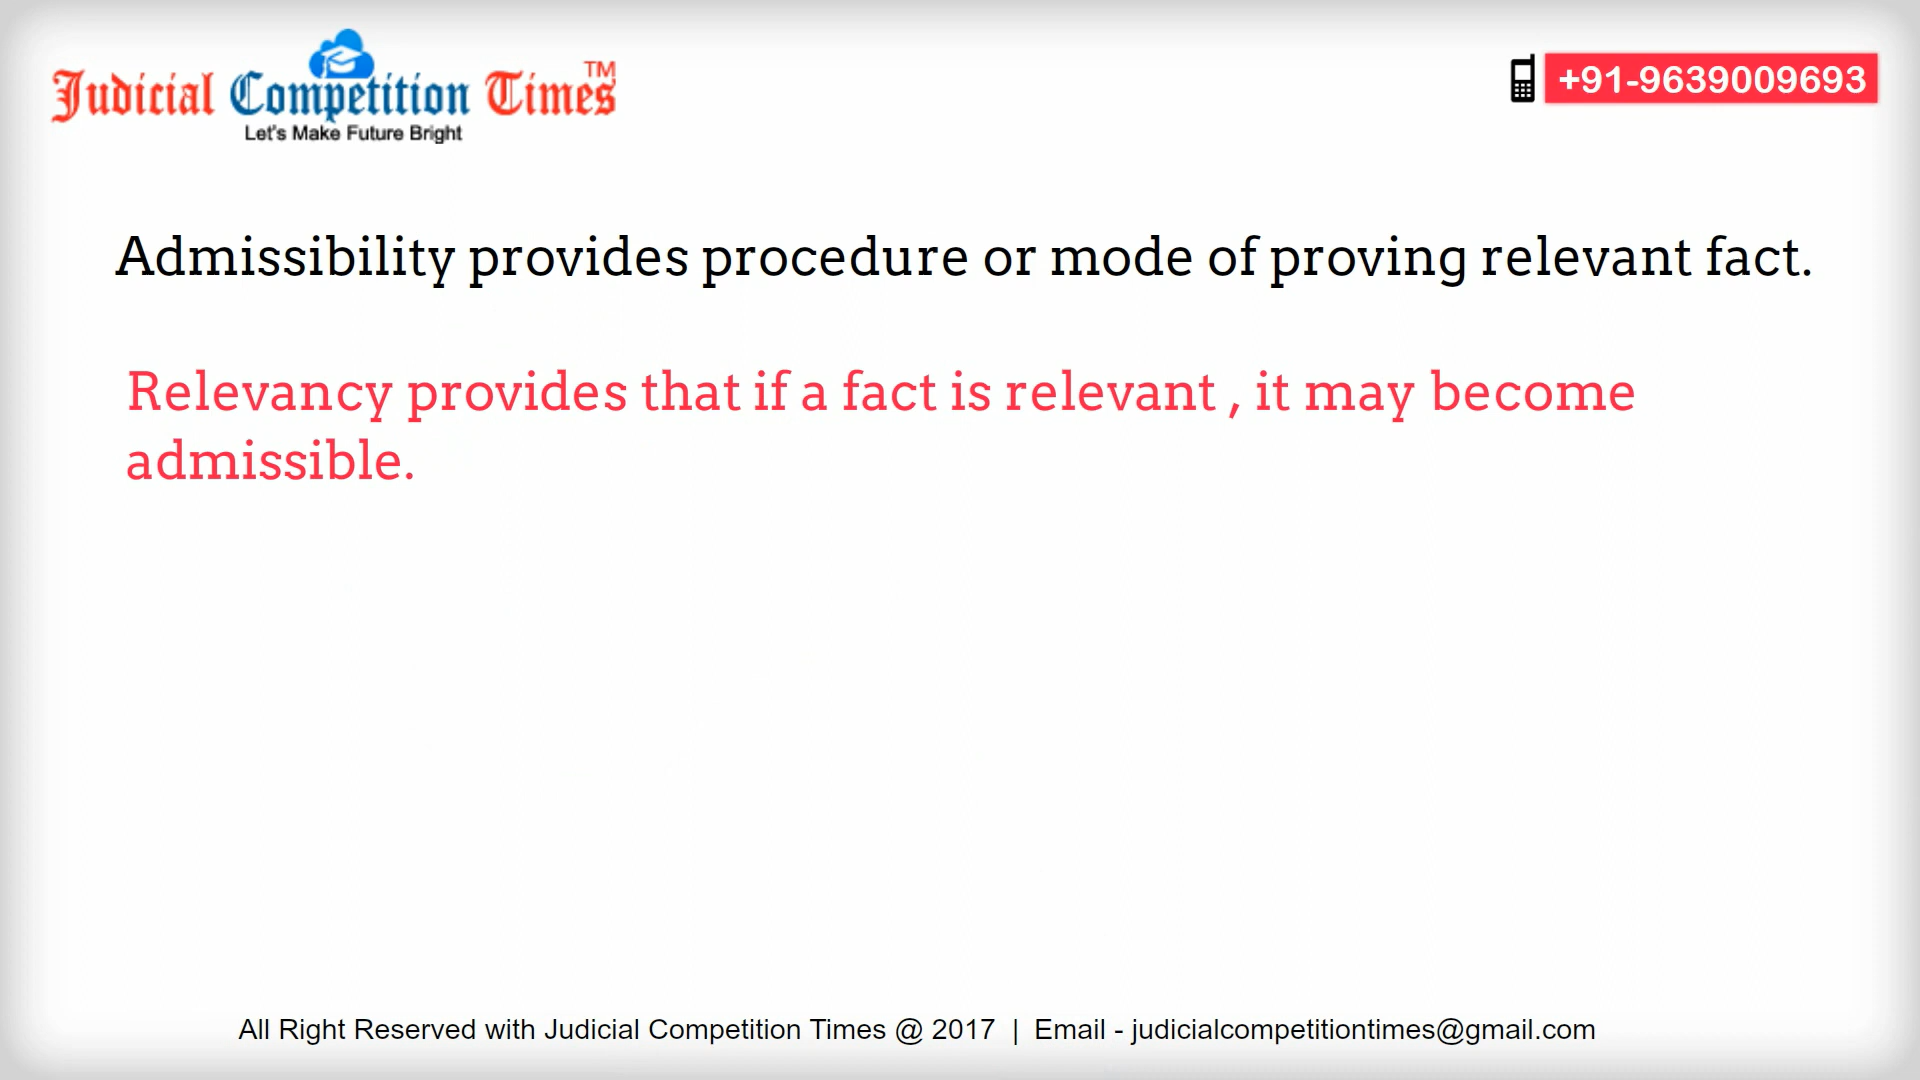 Judicial Competition Times™
Let's Make Future Bright
+91-9639009693
Admissibility provides procedure or mode of proving relevant fact.
Relevancy provides that if a fact is relevant , it may become
admissible.
All Right Reserved with Judicial Competition Times @ 2017 | Email - judicialcompetitiontimes@gmail.com